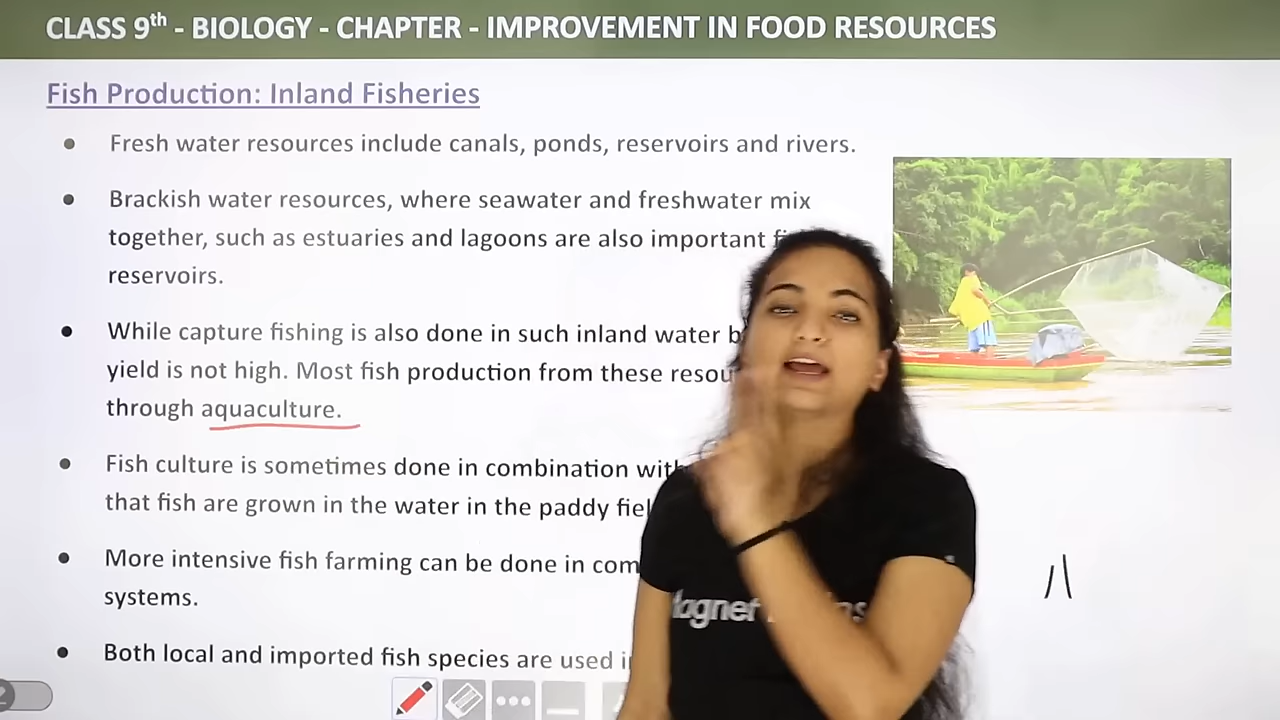 CLASS 9th - BIOLOGY - CHAPTER - IMPROVEMENT IN FOOD RESOURCES
Fish Production: Inland Fisheries
• Fresh water resources include canals, ponds, reservoirs and rivers.
• Brackish water resources, where seawater and freshwater mix
together, such as estuaries and lagoons are also important
reservoirs.
• While capture fishing is also done in such inland water
yield is not high. Most fish production from these
through aquaculture.
• Fish culture is sometimes done in combination
that fish are grown in the water in the paddy
• More intensive fish farming can be done in
systems.
• Both local and imported fish species are used